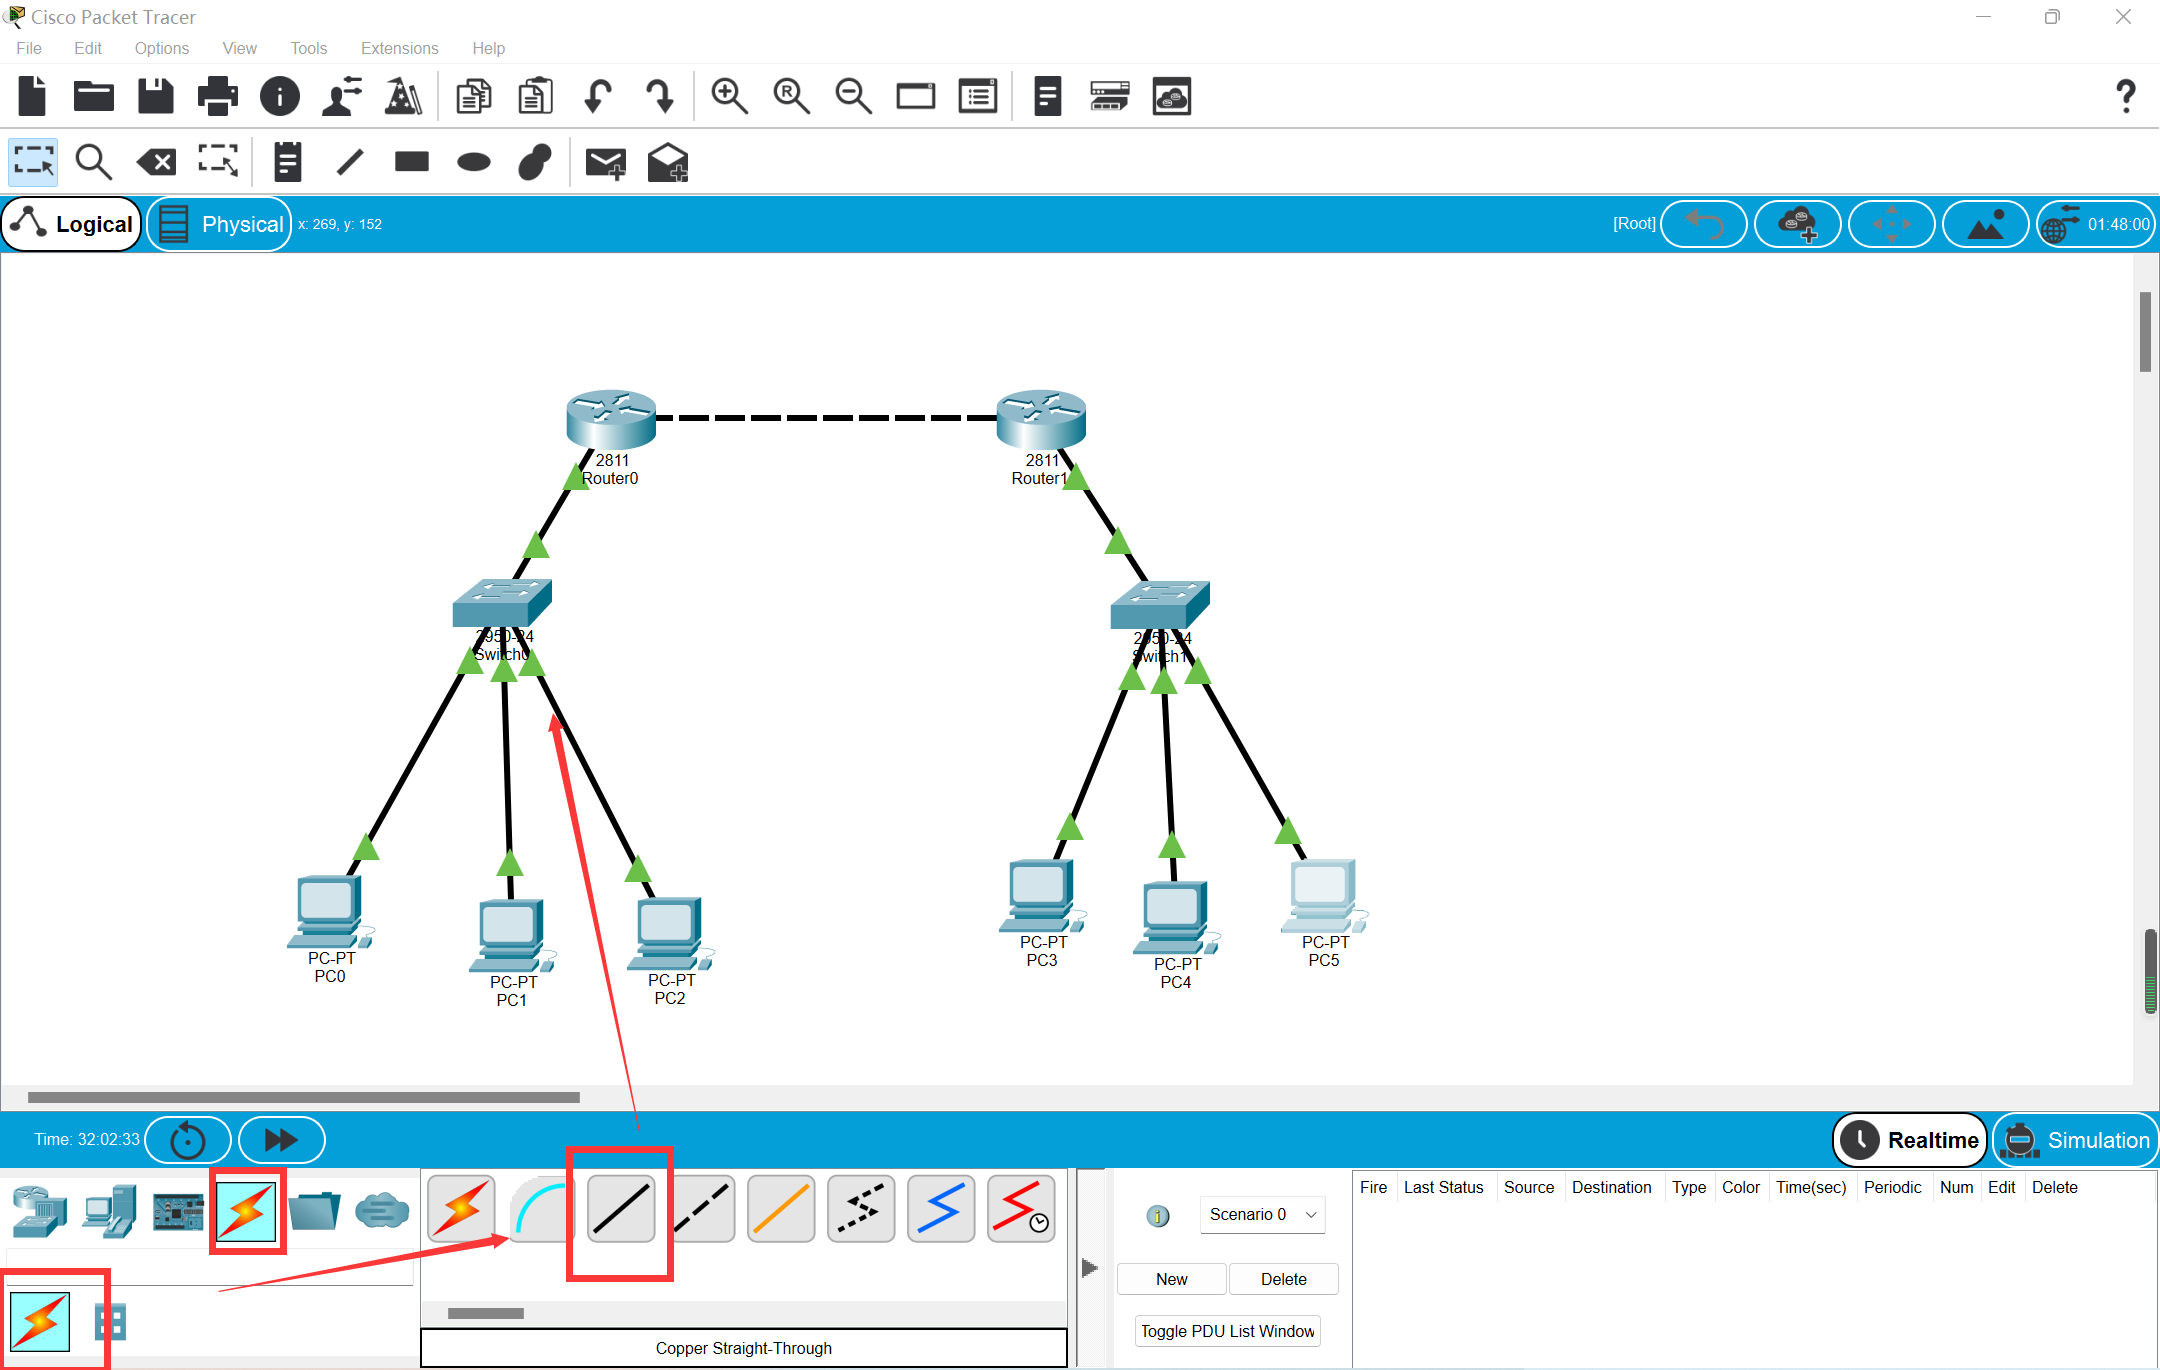 Cisco Packet Tracer
File Edit Options View Tools Extensions Help
Logical Physical x: 269, y: 152 [Root] 01:48:00
2811
Router0
2811
Router1
2950-24
Switch0
2950-24
Switch1
PC-PT
PC0
PC-PT
PC1
PC-PT
PC2
PC-PT
PC3
PC-PT
PC4
PC-PT
PC5
Time: 32:02:33 Realtime Simulation
Scenario 0
New Delete
Toggle PDU List Window
Fire Last Status Source Destination Type Color Time(sec) Periodic Num Edit Delete
Copper Straight-Through